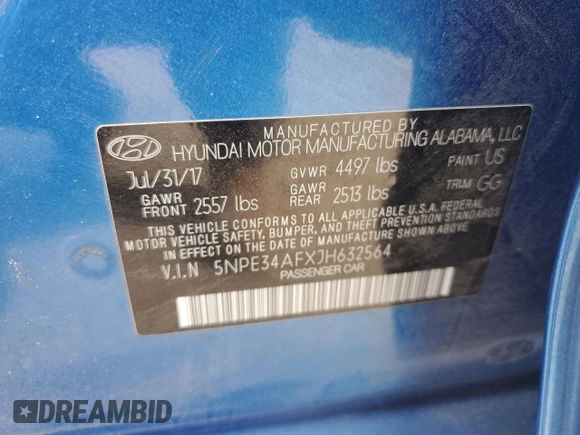 MANUFACTURED BY
HYUNDAI MOTOR MANUFACTURING ALABAMA, LLC
Jul/31/17 GVWR 4497 lbs PAINT US
GAWR FRONT 2557 lbs GAWR REAR 2513 lbs TRIM GG
THIS VEHICLE CONFORMS TO ALL APPLICABLE U.S.A. FEDERAL
MOTOR VEHICLE SAFETY, BUMPER, AND THEFT PREVENTION
STANDARDS IN EFFECT ON THE DATE OF MANUFACTURE
V.I.N 5NPE34AFXJH632564
PASSENGER CAR
DREAMBID